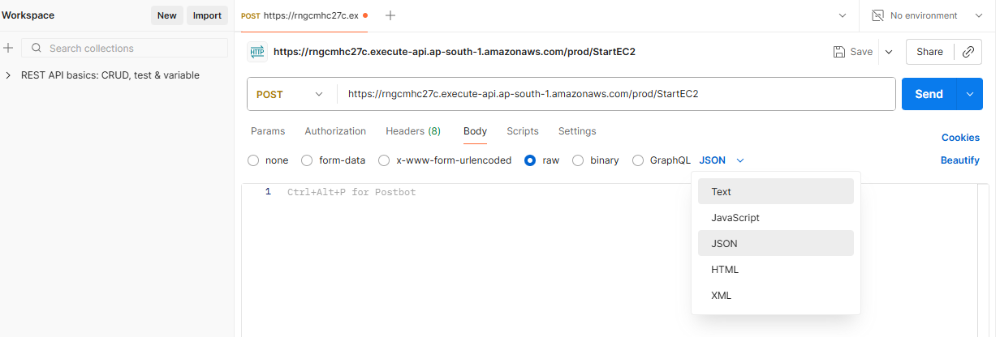 Workspace
New
Import
POST https://rngcmhc27c.ex
No environment
Search collections
https://rngcmhc27c.execute-api.ap-south-1.amazonaws.com/prod/StartEC2
Save
Share
REST API basics: CRUD, test & variable
POST
https://rngcmhc27c.execute-api.ap-south-1.amazonaws.com/prod/StartEC2
Send
Params Authorization Headers (8) Body Scripts Settings
Cookies
none form-data x-www-form-urlencoded raw binary GraphQL JSON
Beautify
1 Ctrl+Alt+P for Postbot
Text
JavaScript
JSON
HTML
XML
HTTP